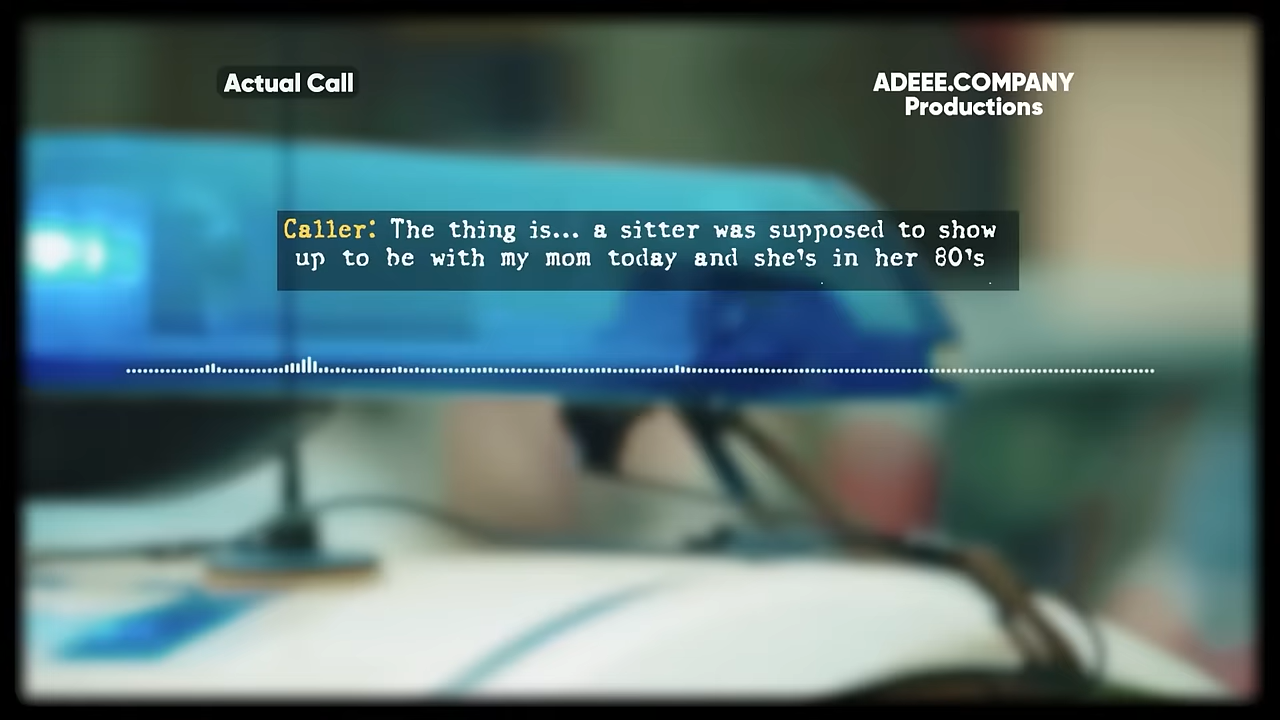 Actual Call
ADEEE.COMPANY
Productions
Caller: The thing is... a sitter was supposed to show
up to be with my mom today and she's in her 80's